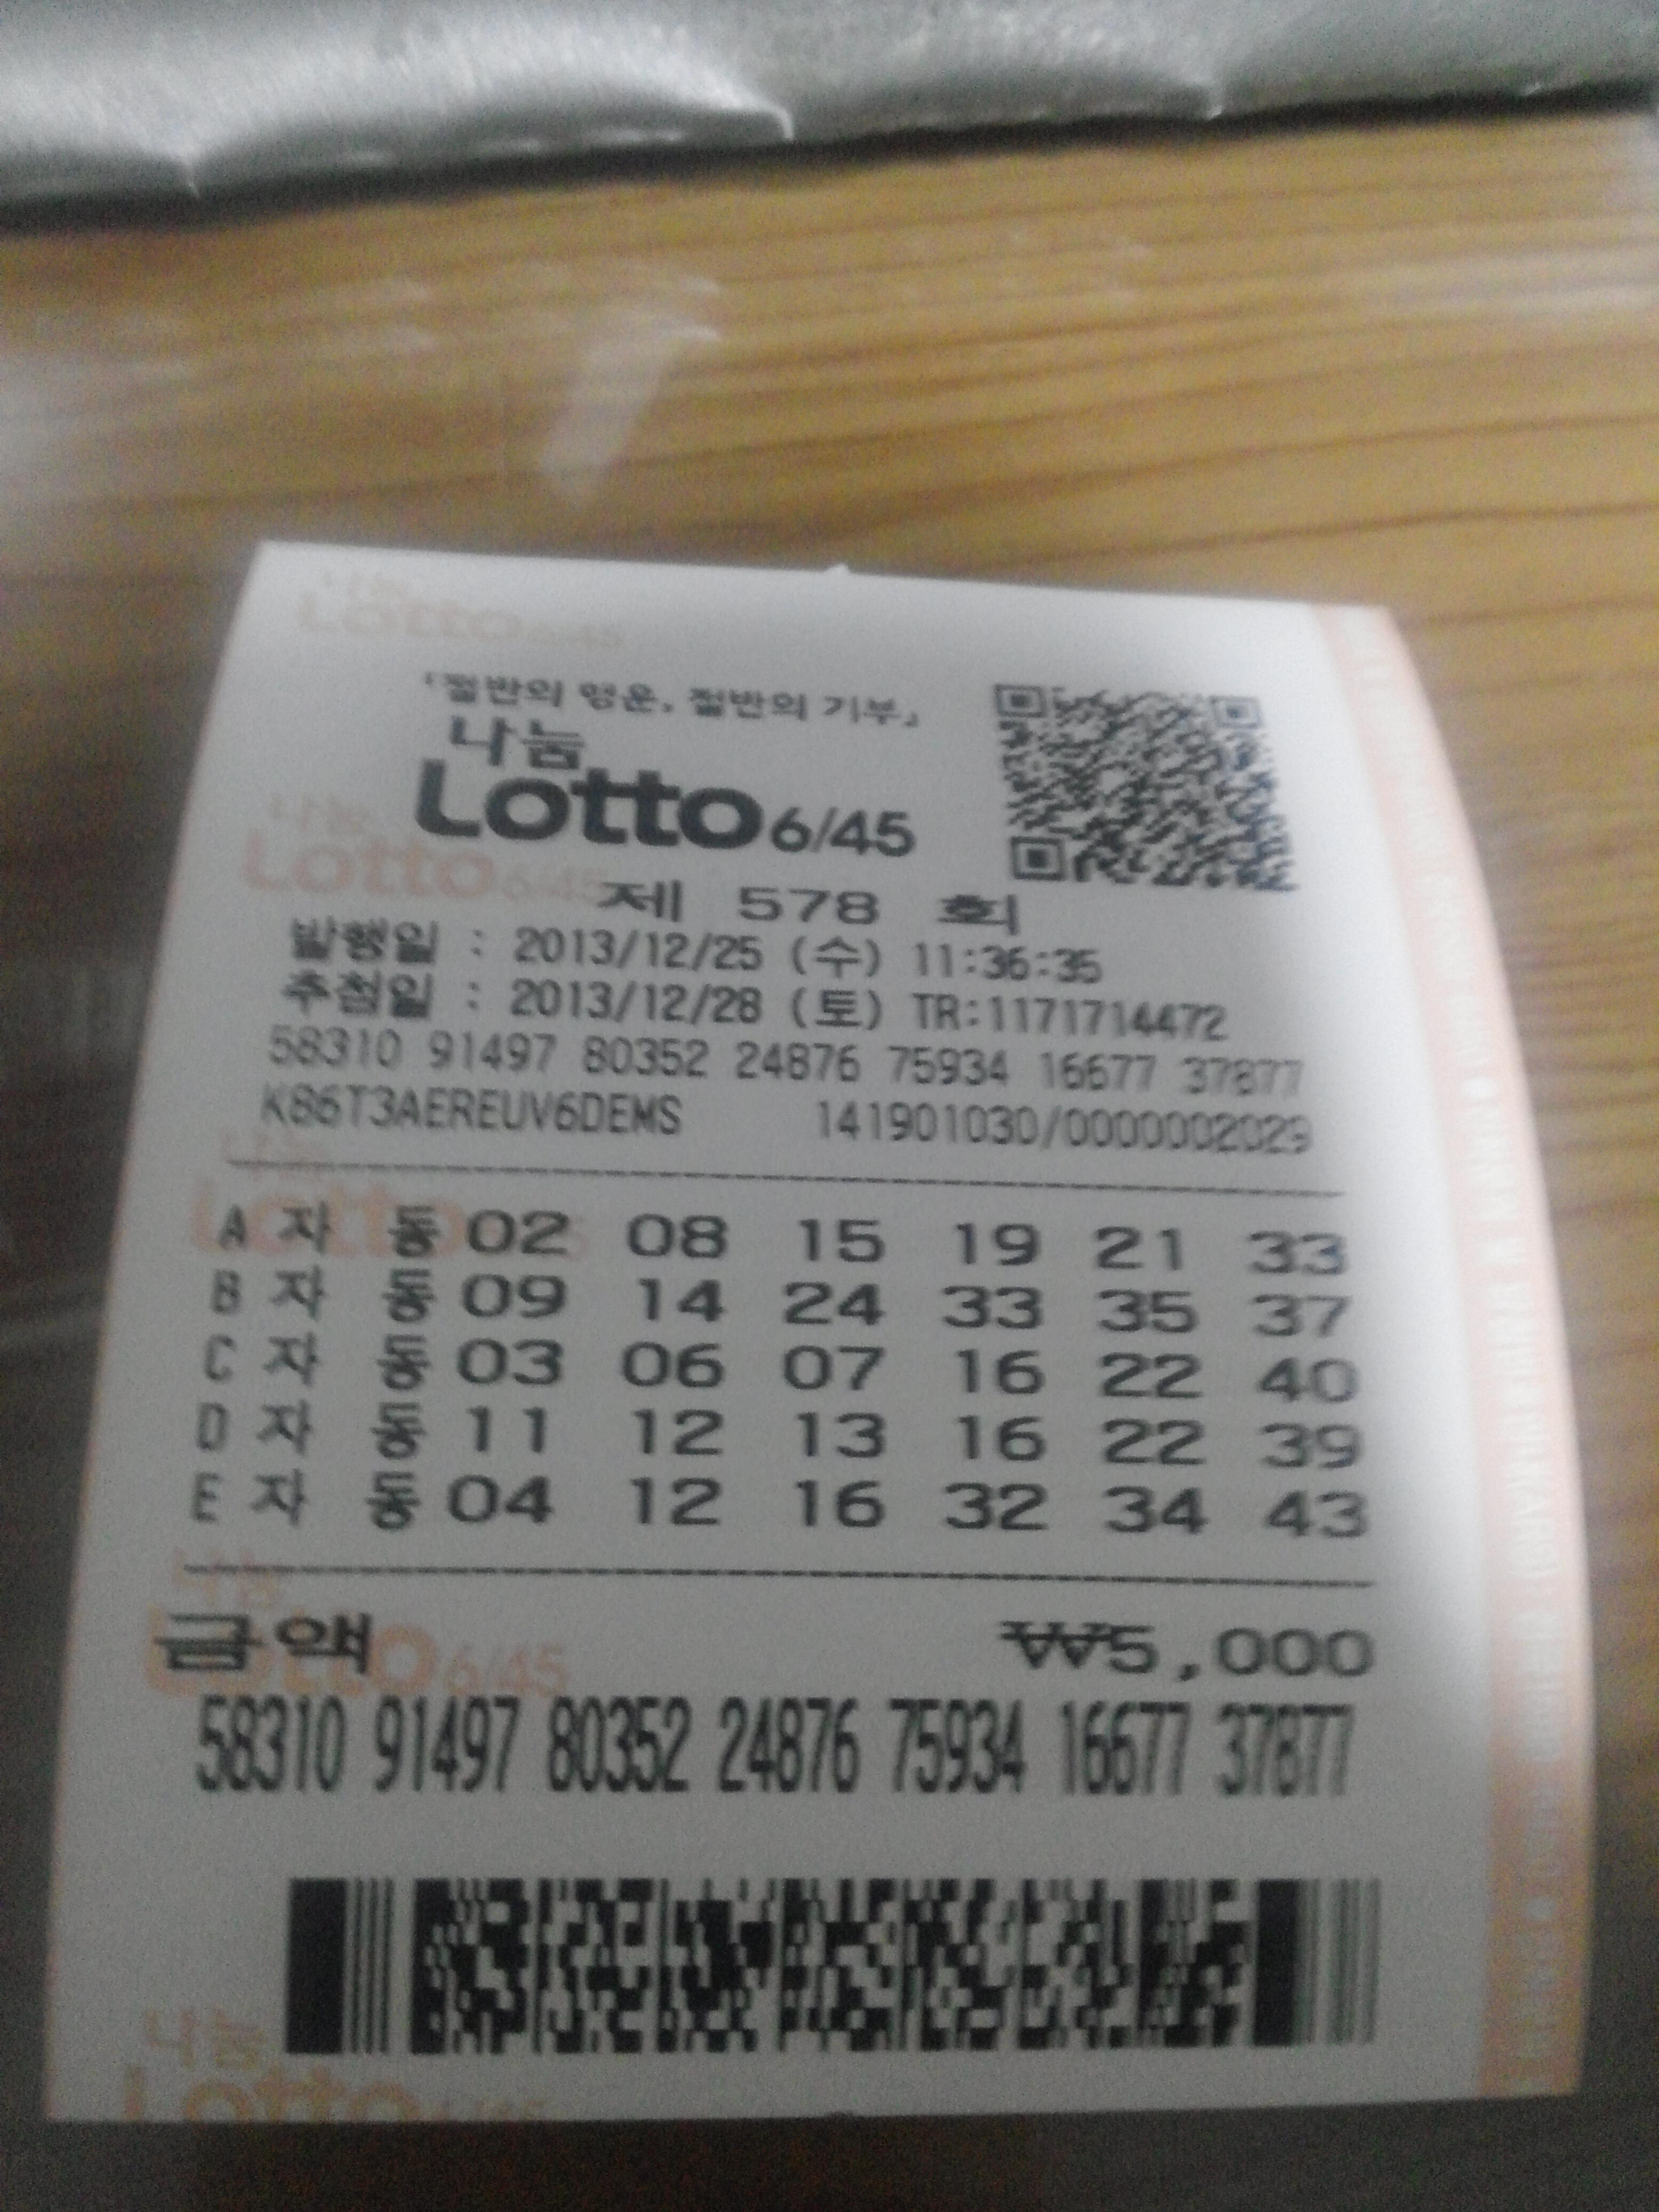 「절반의 행운, 절반의 기부」
나눔
Lotto 6/45
제 578 회
발행일 : 2013/12/25 (수) 11:36:35
추첨일 : 2013/12/28 (토) TR:1171714472
58310 91497 80352 24876 75934 16677 37877
K86T3AEREUV6DEMS 141901030/0000002029
A 자 동 02 08 15 19 21 33
B 자 동 09 14 24 33 35 37
C 자 동 03 06 07 16 22 40
D 자 동 11 12 13 16 22 39
E 자 동 04 12 16 32 34 43
금액 ₩₩5,000
58310 91497 80352 24876 75934 16677 37877